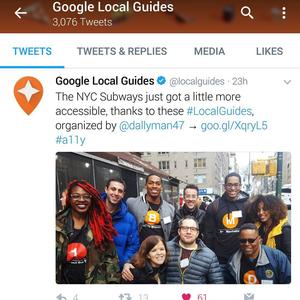 Google Local Guides
3,076 Tweets
TWEETS TWEETS & REPLIES MEDIA LIKES
Google Local Guides @localguides · 23h
The NYC Subways just got a little more
accessible, thanks to these #LocalGuides,
organized by @dallyman47 → goo.gl/XqryL5
#a11y
4 13 61